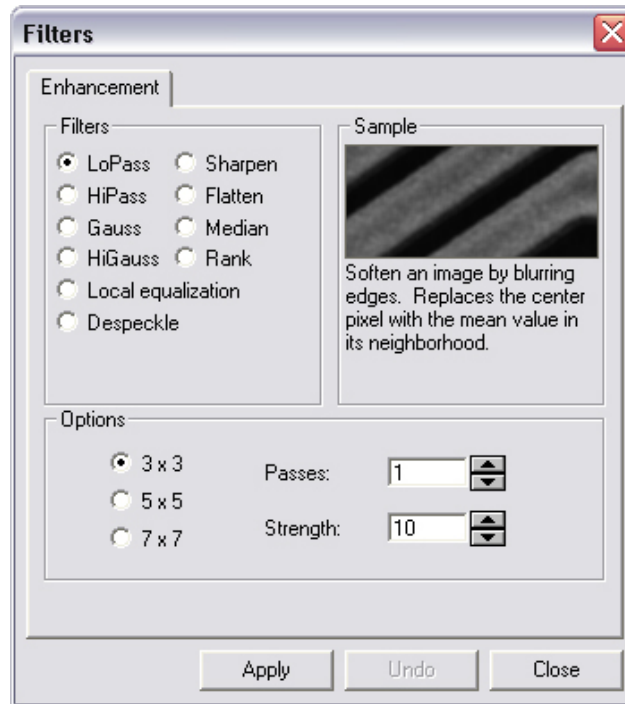 Filters
Enhancement
Filters
LoPass
Sharpen
HiPass
Flatten
Gauss
Median
HiGauss
Rank
Local equalization
Despeckle
Sample
Soften an image by blurring
edges. Replaces the center
pixel with the mean value in
its neighborhood.
Options
3 x 3
5 x 5
7 x 7
Passes:
1
Strength:
10
Apply
Undo
Close